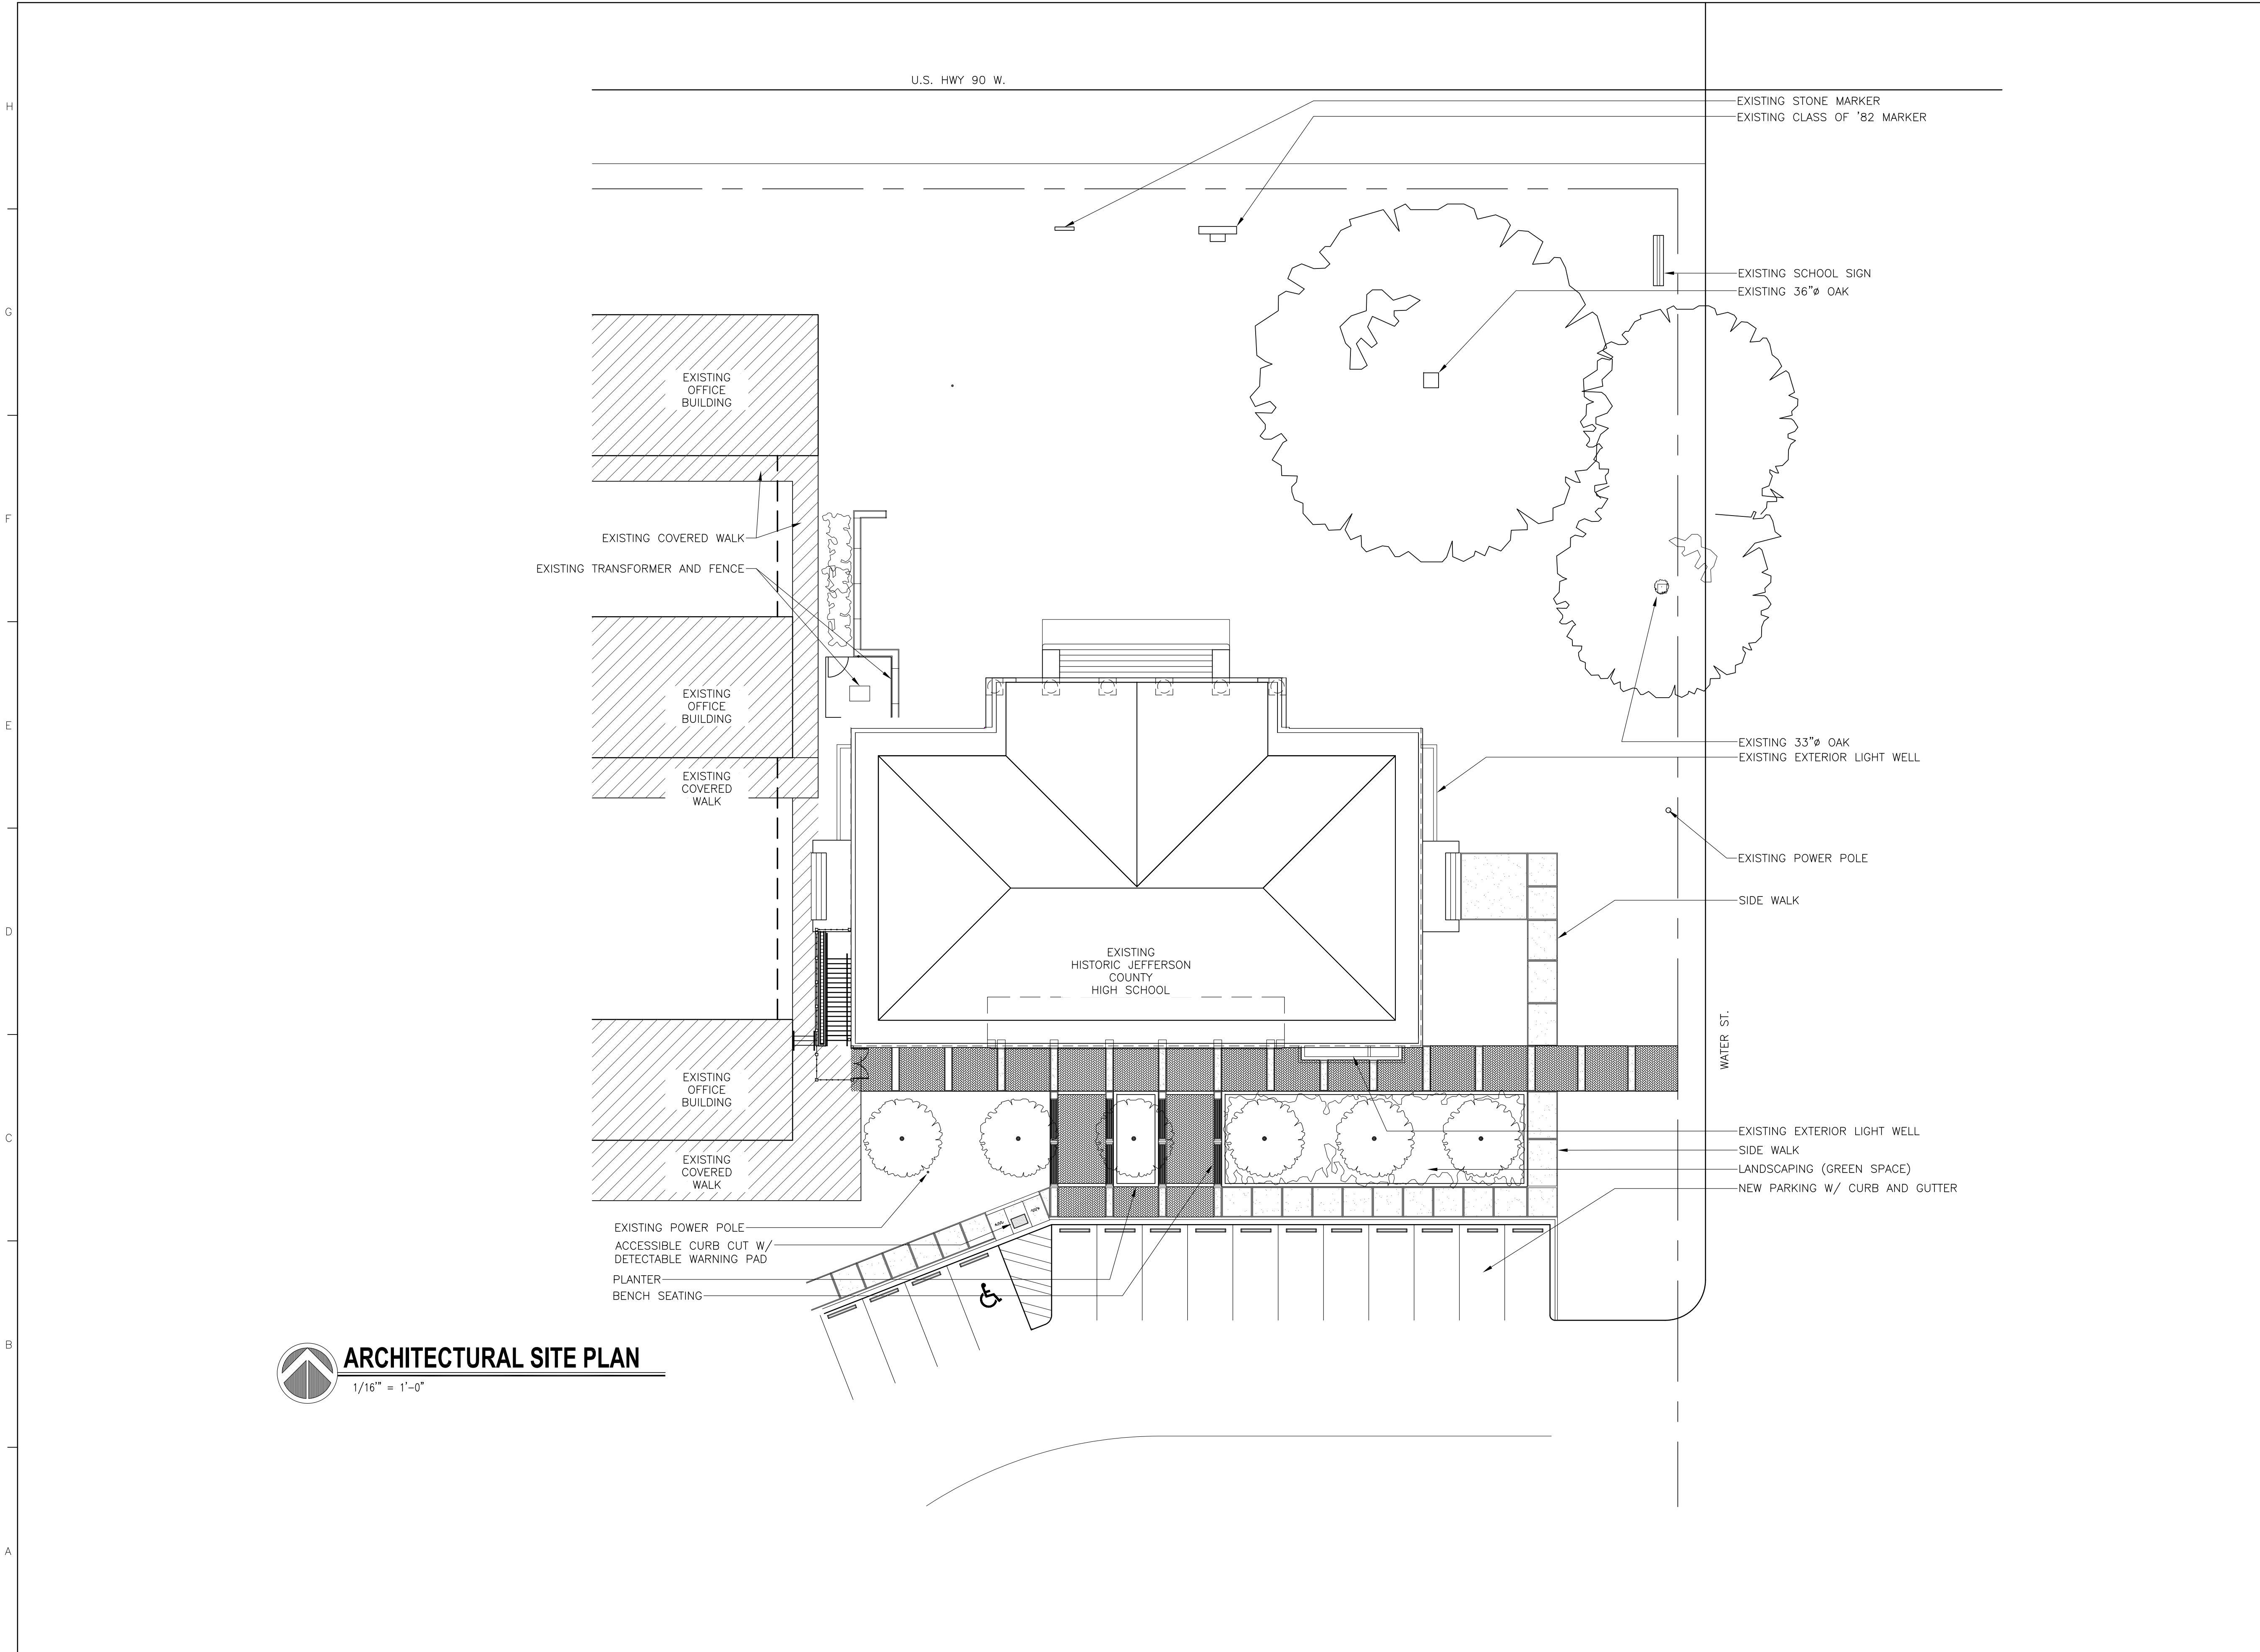 U.S. HWY 90 W.
H
EXISTING STONE MARKER
EXISTING CLASS OF '82 MARKER
EXISTING SCHOOL SIGN
EXISTING 36"ø OAK
G
EXISTING
OFFICE
BUILDING
F
EXISTING COVERED WALK
EXISTING TRANSFORMER AND FENCE
EXISTING
OFFICE
BUILDING
E
EXISTING 33"ø OAK
EXISTING EXTERIOR LIGHT WELL
EXISTING
COVERED
WALK
EXISTING POWER POLE
SIDE WALK
D
EXISTING
HISTORIC JEFFERSON
COUNTY
HIGH SCHOOL
WATER ST.
EXISTING
OFFICE
BUILDING
C
EXISTING EXTERIOR LIGHT WELL
SIDE WALK
LANDSCAPING (GREEN SPACE)
NEW PARKING W/ CURB AND GUTTER
EXISTING
COVERED
WALK
EXISTING POWER POLE
ACCESSIBLE CURB CUT W/
DETECTABLE WARNING PAD
PLANTER
BENCH SEATING
B
ARCHITECTURAL SITE PLAN
1/16'" = 1'-0"
A